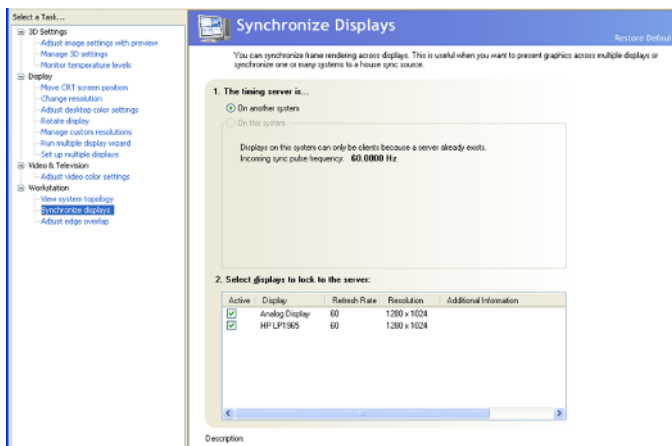 Select a Task...
3D Settings
Adjust image settings with preview
Manage 3D settings
Monitor temperature levels
Display
Move CRT screen position
Change resolution
Adjust desktop color settings
Rotate display
Manage custom resolutions
Run multiple display wizard
Set up multiple displays
Video & Television
Adjust video color settings
Workstation
View system topology
Synchronize displays
Adjust edge overlap
Synchronize Displays
Restore Defaul
You can synchronize frame rendering across displays. This is useful when you want to present graphics across multiple displays or
synchronize one or many systems to a house sync source.
1. The timing server is...
On another system
On this system
Displays on this system can only be clients because a server already exists.
Incoming sync pulse frequency: 60.0000 Hz
2. Select displays to lock to the server:
Active Display Refresh Rate Resolution Additional Information
Analog Display 60 1280 x 1024
HP LP1965 60 1280 x 1024
Description: